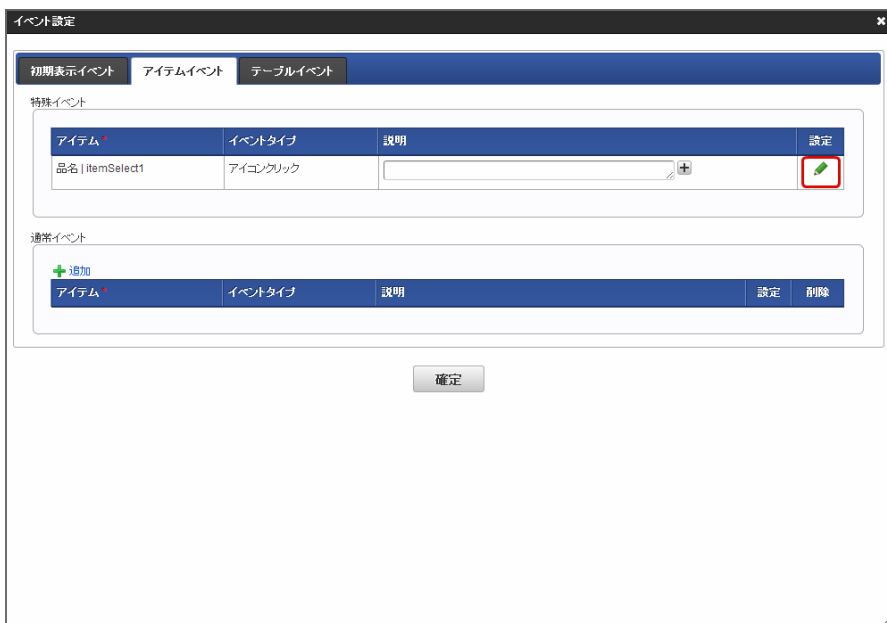 イベント設定
初期表示イベント アイテムイベント テーブルイベント
特殊イベント
アイテム* イベントタイプ 説明 設定
品名 | itemSelect1 アイコンクリック
通常イベント
追加
アイテム* イベントタイプ 説明 設定 削除
確定